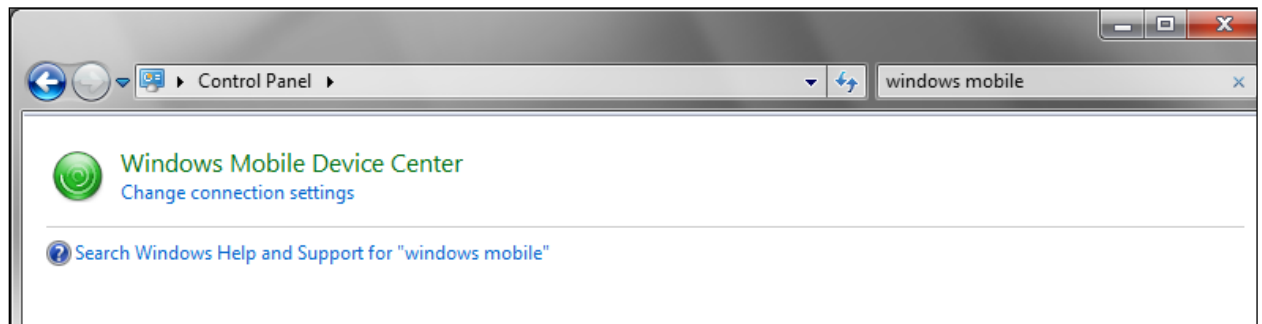 Control Panel
windows mobile
Windows Mobile Device Center
Change connection settings
Search Windows Help and Support for "windows mobile"